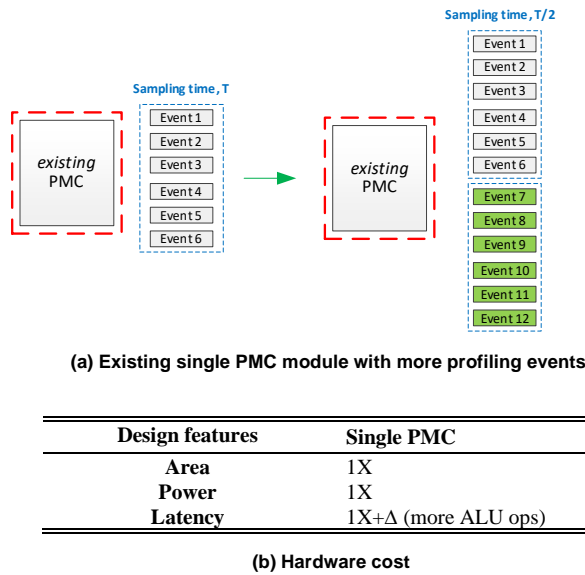 Sampling time, T
existing
PMC
Event 1
Event 2
Event 3
Event 4
Event 5
Event 6
existing
PMC
Sampling time, T/2
Event 1
Event 2
Event 3
Event 4
Event 5
Event 6
Event 7
Event 8
Event 9
Event 10
Event 11
Event 12
(a) Existing single PMC module with more profiling events
Design features Single PMC
Area 1X
Power 1X
Latency 1X+Δ (more ALU ops)
(b) Hardware cost